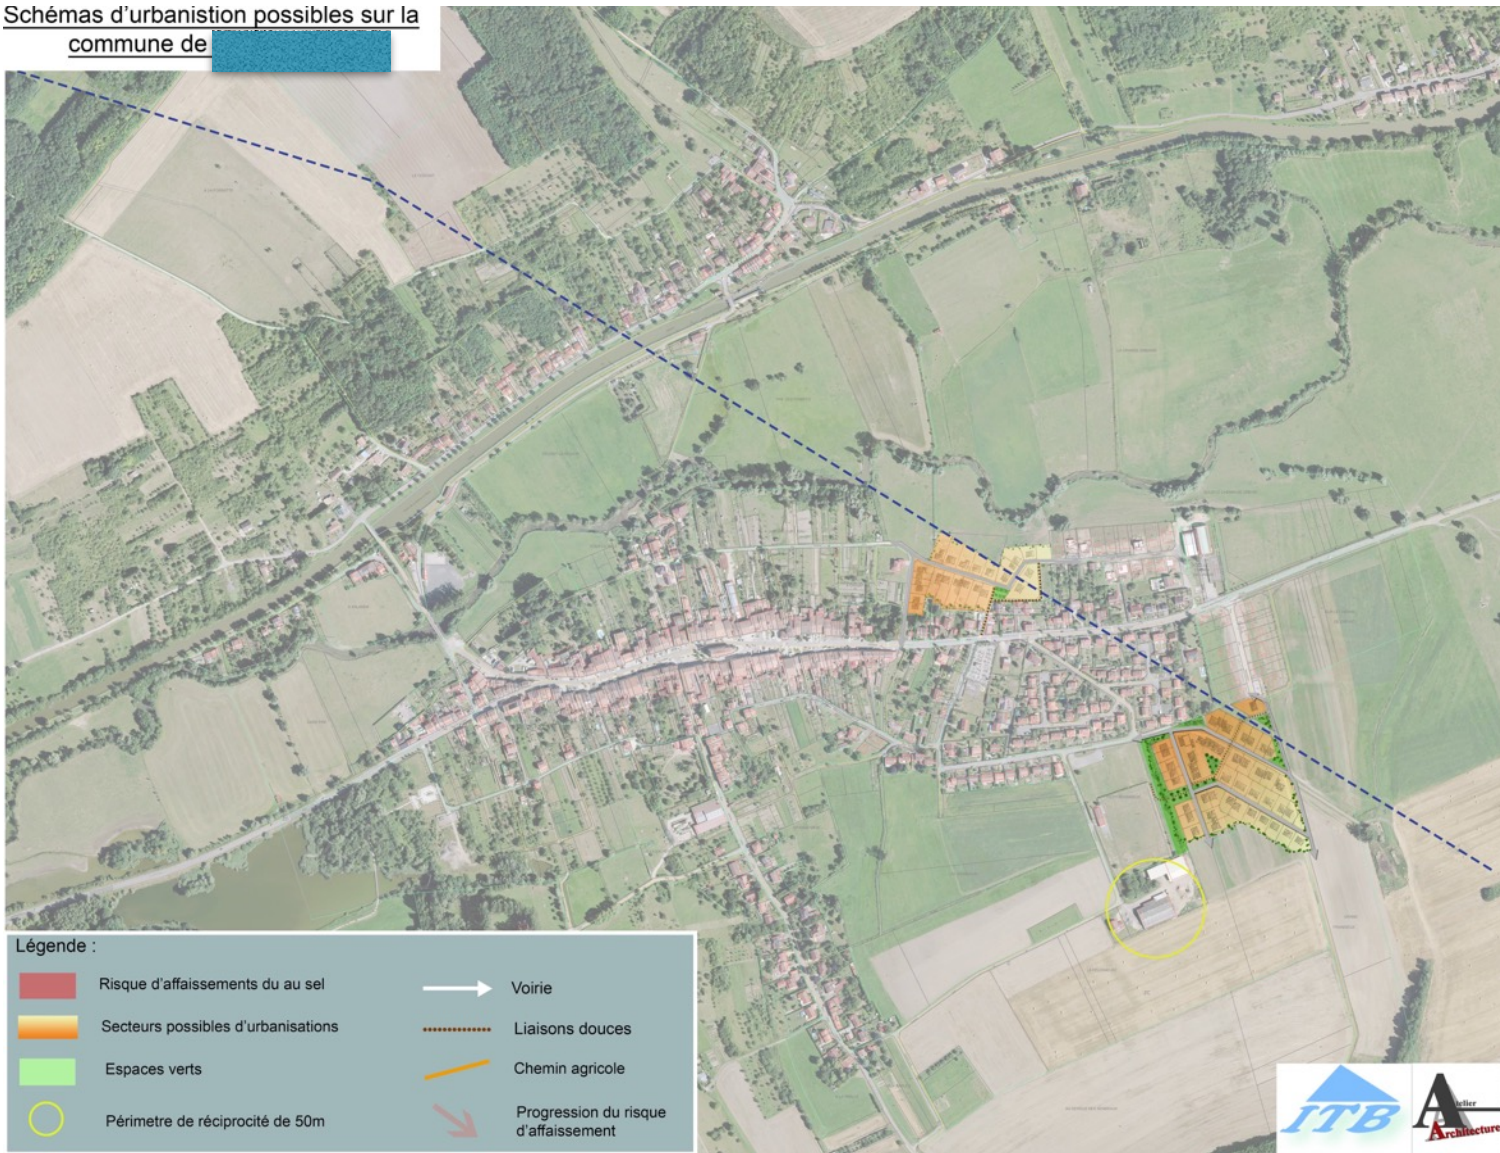 Schémas d'urbanistion possibles sur la
commune de
Légende :
Risque d'affaissements du au sel
Secteurs possibles d'urbanisations
Espaces verts
Périmetre de réciprocité de 50m
Voirie
Liaisons douces
Chemin agricole
Progression du risque
d'affaissement
ITB
Atelier
Architecture